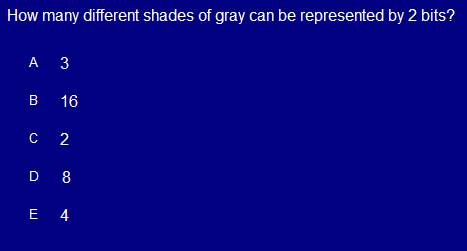 How many different shades of gray can be represented by 2 bits?
A 3
B 16
C 2
D 8
E 4